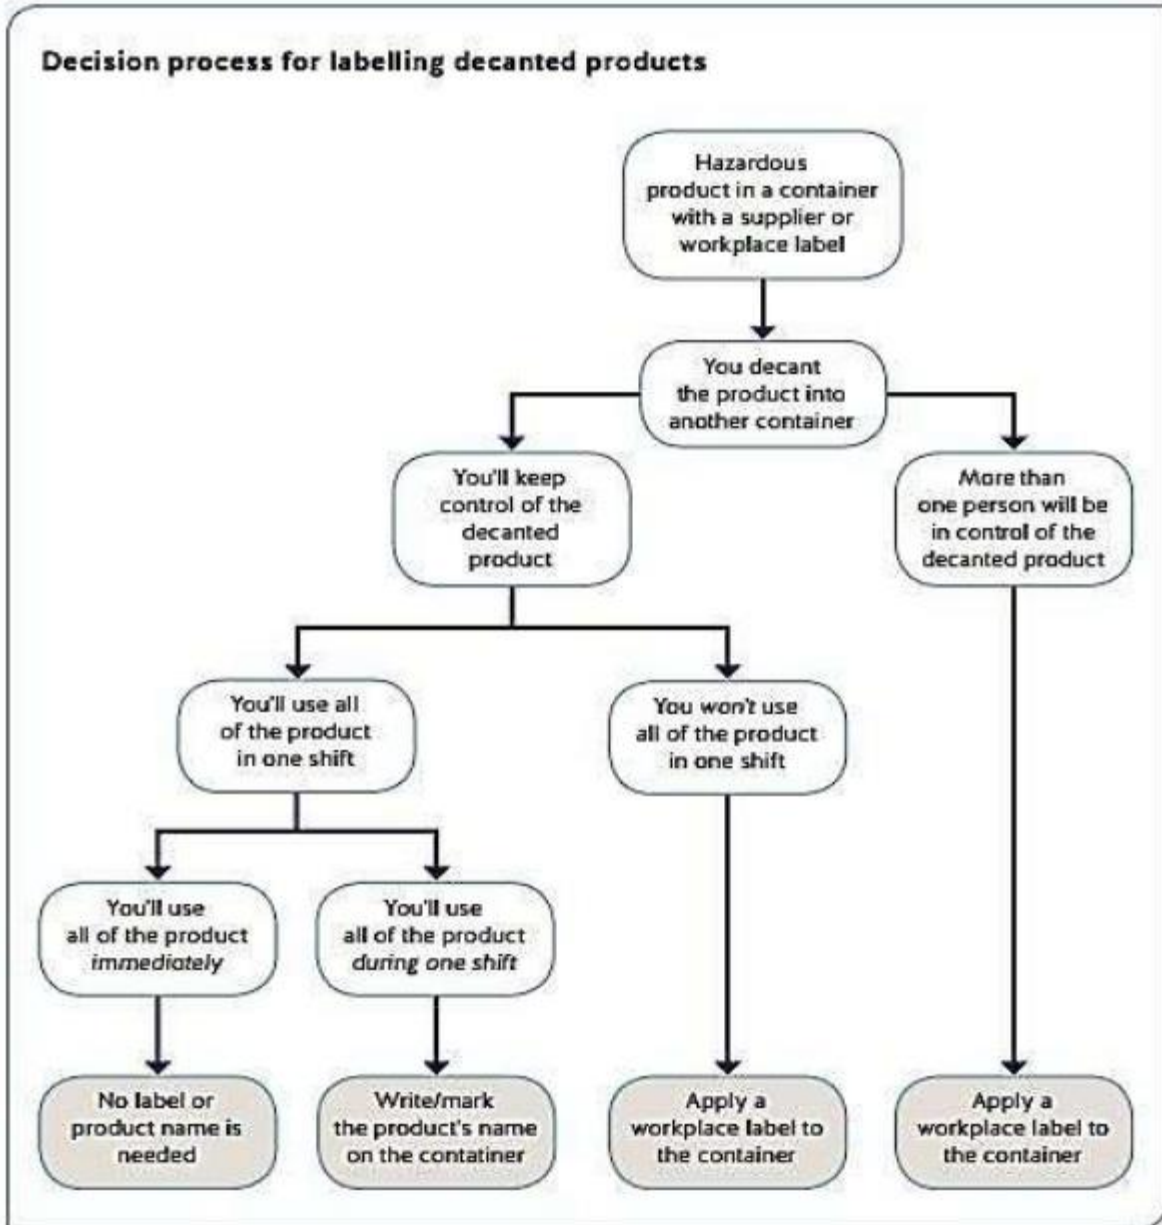 Decision process for labelling decanted products
Hazardous
product in a container
with a supplier or
workplace label
You decant
the product into
another container
You'll keep
control of the
decanted
product
More than
one person will be
in control of the
decanted product
You'll use all
of the product
in one shift
You won't use
all of the product
in one shift
You'll use
all of the product
immediately
You'll use
all of the product
during one shift
No label or
product name is
needed
Write/mark
the product's name
on the contatiner
Apply a
workplace label to
the container
Apply a
workplace label to
the container